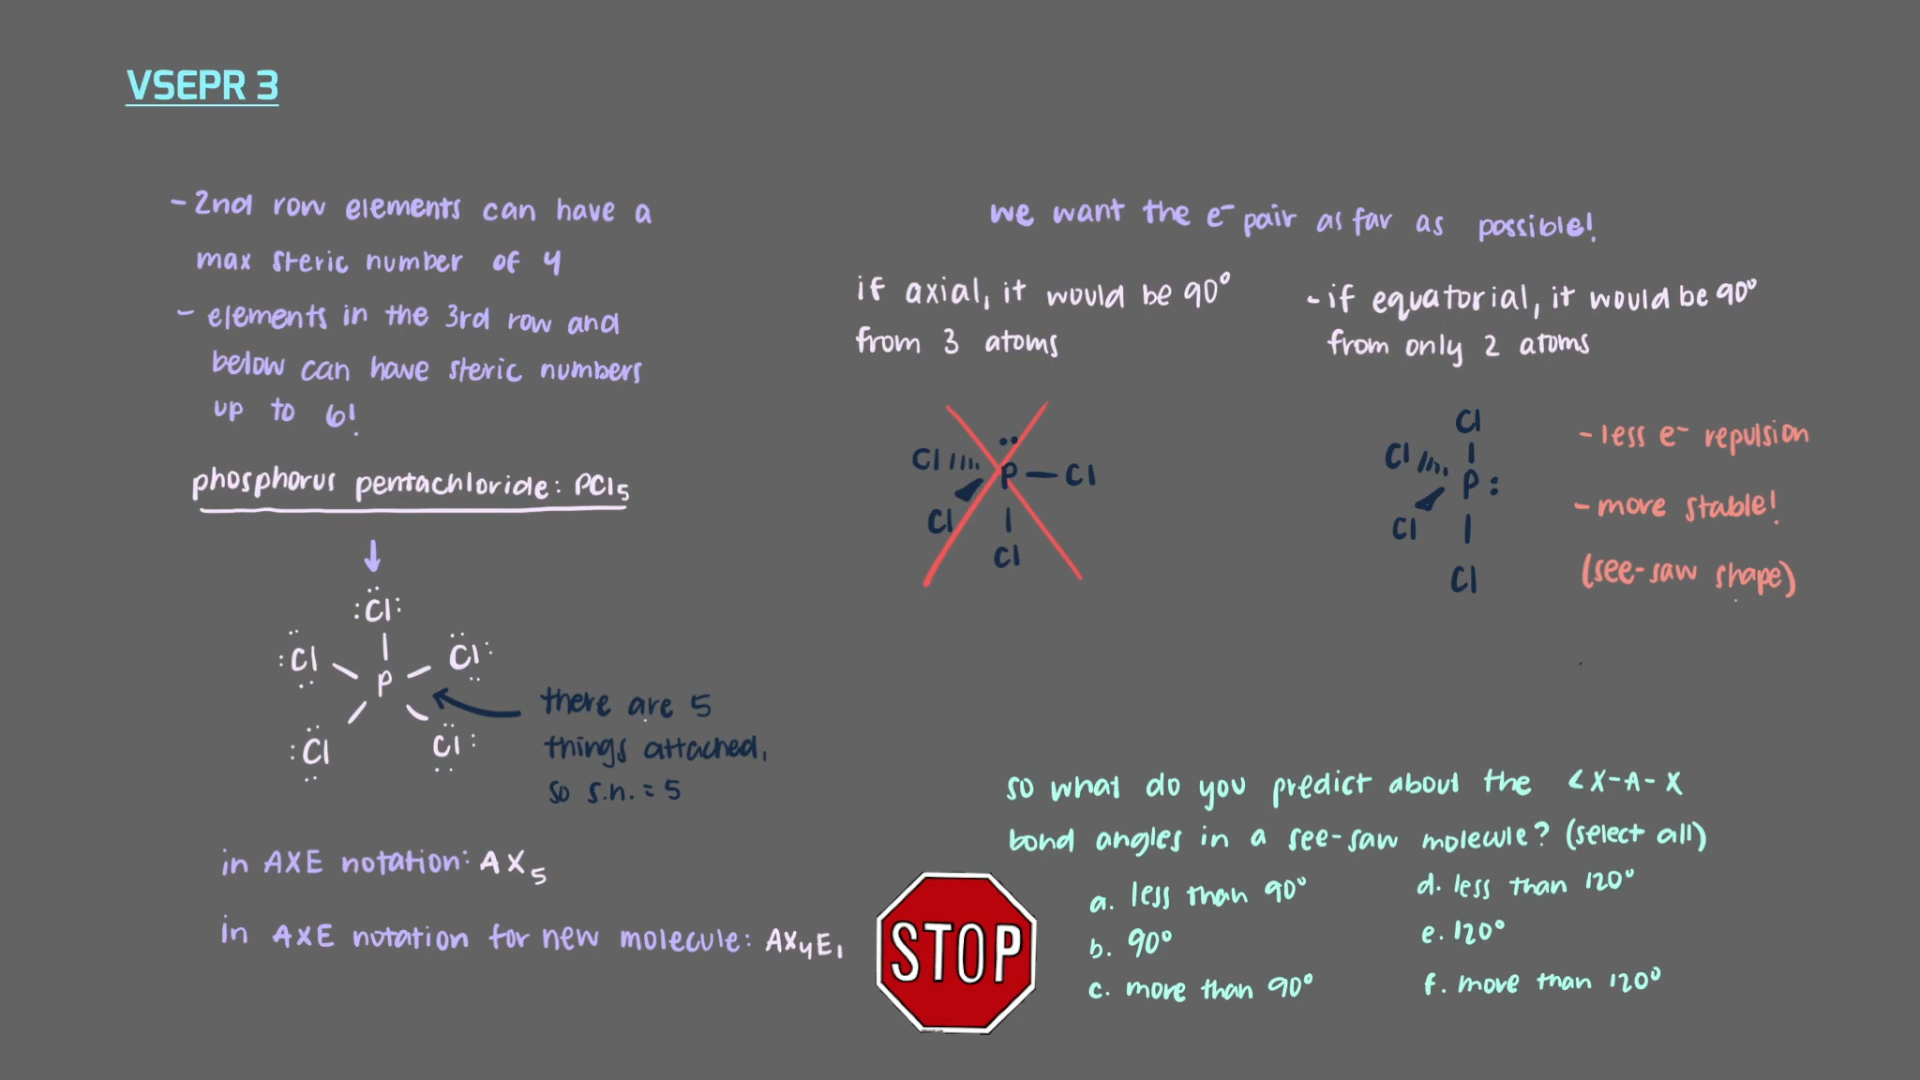 VSEPR 3
- 2nd row elements can have a
max steric number of 4
- elements in the 3rd row and
below can have steric numbers
up to 6!
phosphorus pentachloride: PCl₅
:Cl:
:Cl
Cl:
P
:Cl
Cl:
there are 5
things attached,
so s.n. = 5
in AXE notation: AX₅
in AXE notation for new molecule: AX₄E₁
we want the e⁻ pair as far as possible!
if axial, it would be 90°
from 3 atoms
Cl
P
Cl
Cl
Cl
- if equatorial, it would be 90°
from only 2 atoms
Cl
Cl
P:
Cl
Cl
- less e⁻ repulsion
- more stable!
(see-saw shape)
so what do you predict about the <X-A-X
bond angles in a see-saw molecule? (select all)
a. less than 90°
b. 90°
c. more than 90°
d. less than 120°
e. 120°
f. more than 120°
STOP